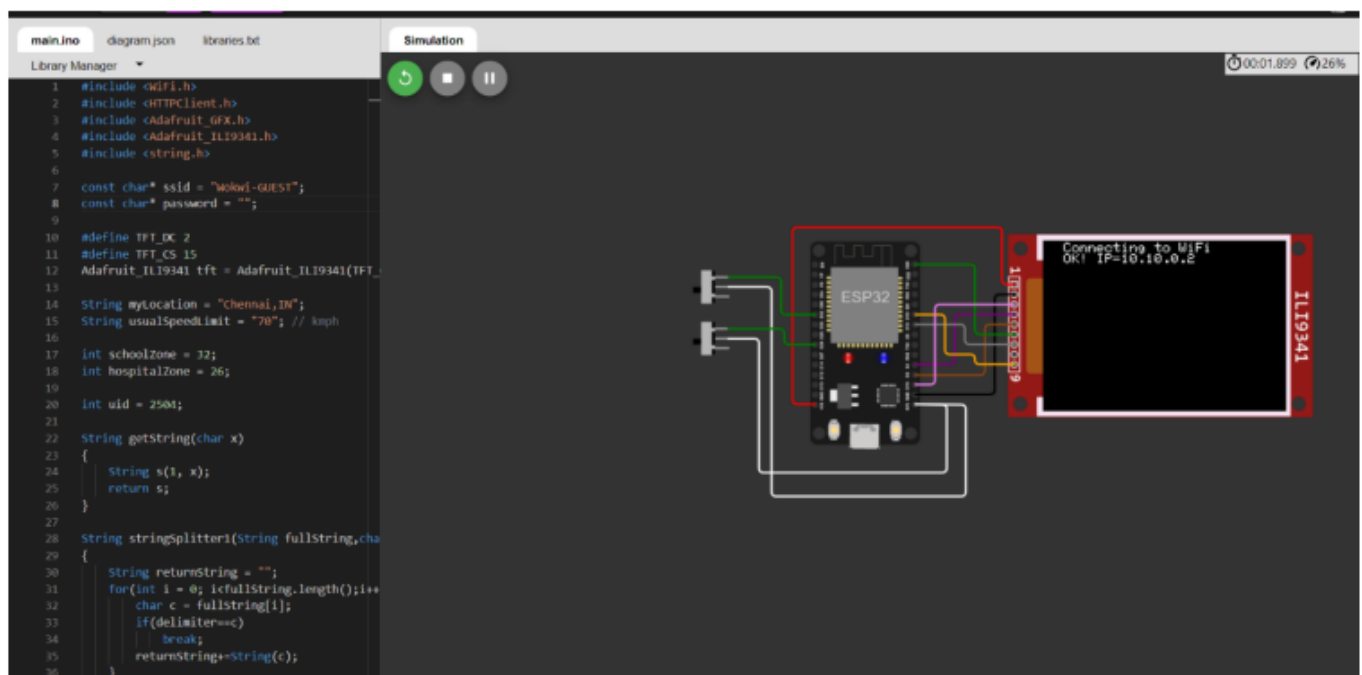 main.ino diagram.json libraries.txt
Library Manager
1 #include <WiFi.h>
2 #include <HTTPClient.h>
3 #include <Adafruit_GFX.h>
4 #include <Adafruit_ILI9341.h>
5 #include <string.h>
6
7 const char* ssid = "Wokwi-GUEST";
8 const char* password = "";
9
10 #define TFT_DC 2
11 #define TFT_CS 15
12 Adafruit_ILI9341 tft = Adafruit_ILI9341(TFT_
13
14 String myLocation = "Chennai,IN";
15 String usualSpeedLimit = "70"; // kmph
16
17 int schoolZone = 32;
18 int hospitalZone = 26;
19
20 int uid = 2504;
21
22 String getString(char x)
23 {
24 String s(1, x);
25 return s;
26 }
27
28 String stringSplitter1(String fullString,cha
29 {
30 String returnString = "";
31 for(int i = 0; i<fullString.length();i++
32 char c = fullString[i];
33 if(delimiter==c)
34 break;
35 returnString+=String(c);
36 }
Simulation
00:01.899 26%
ESP32
Connecting to WiFi
OK! IP=10.10.0.2
1
9
ILI9341